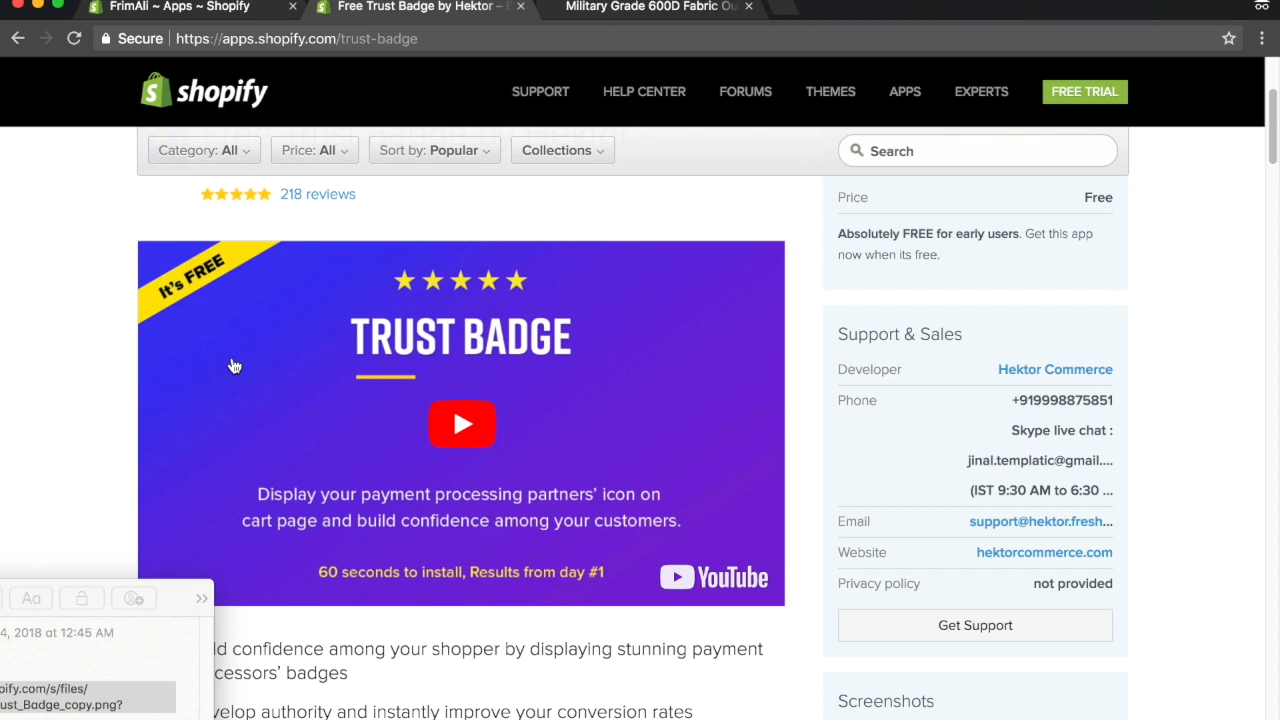 FrimAli ~ Apps ~ Shopify
Free Trust Badge by Hektor –
Military Grade 600D Fabric Ou
Secure https://apps.shopify.com/trust-badge
shopify
SUPPORT HELP CENTER FORUMS THEMES APPS EXPERTS FREE TRIAL
Category: All Price: All Sort by: Popular Collections Search
218 reviews
Price Free
Absolutely FREE for early users. Get this app
now when its free.
It's FREE
TRUST BADGE
Display your payment processing partners' icon on
cart page and build confidence among your customers.
60 seconds to install, Results from day #1
YouTube
Support & Sales
Developer Hektor Commerce
Phone +919998875851
Skype live chat :
jinal.templatic@gmail....
(IST 9:30 AM to 6:30 ...
Email support@hektor.fresh...
Website hektorcommerce.com
Privacy policy not provided
Get Support
Screenshots
Aa
4, 2018 at 12:45 AM
pify.com/s/files/
ust_Badge_copy.png?
ld confidence among your shopper by displaying stunning payment
cessors' badges
velop authority and instantly improve your conversion rates